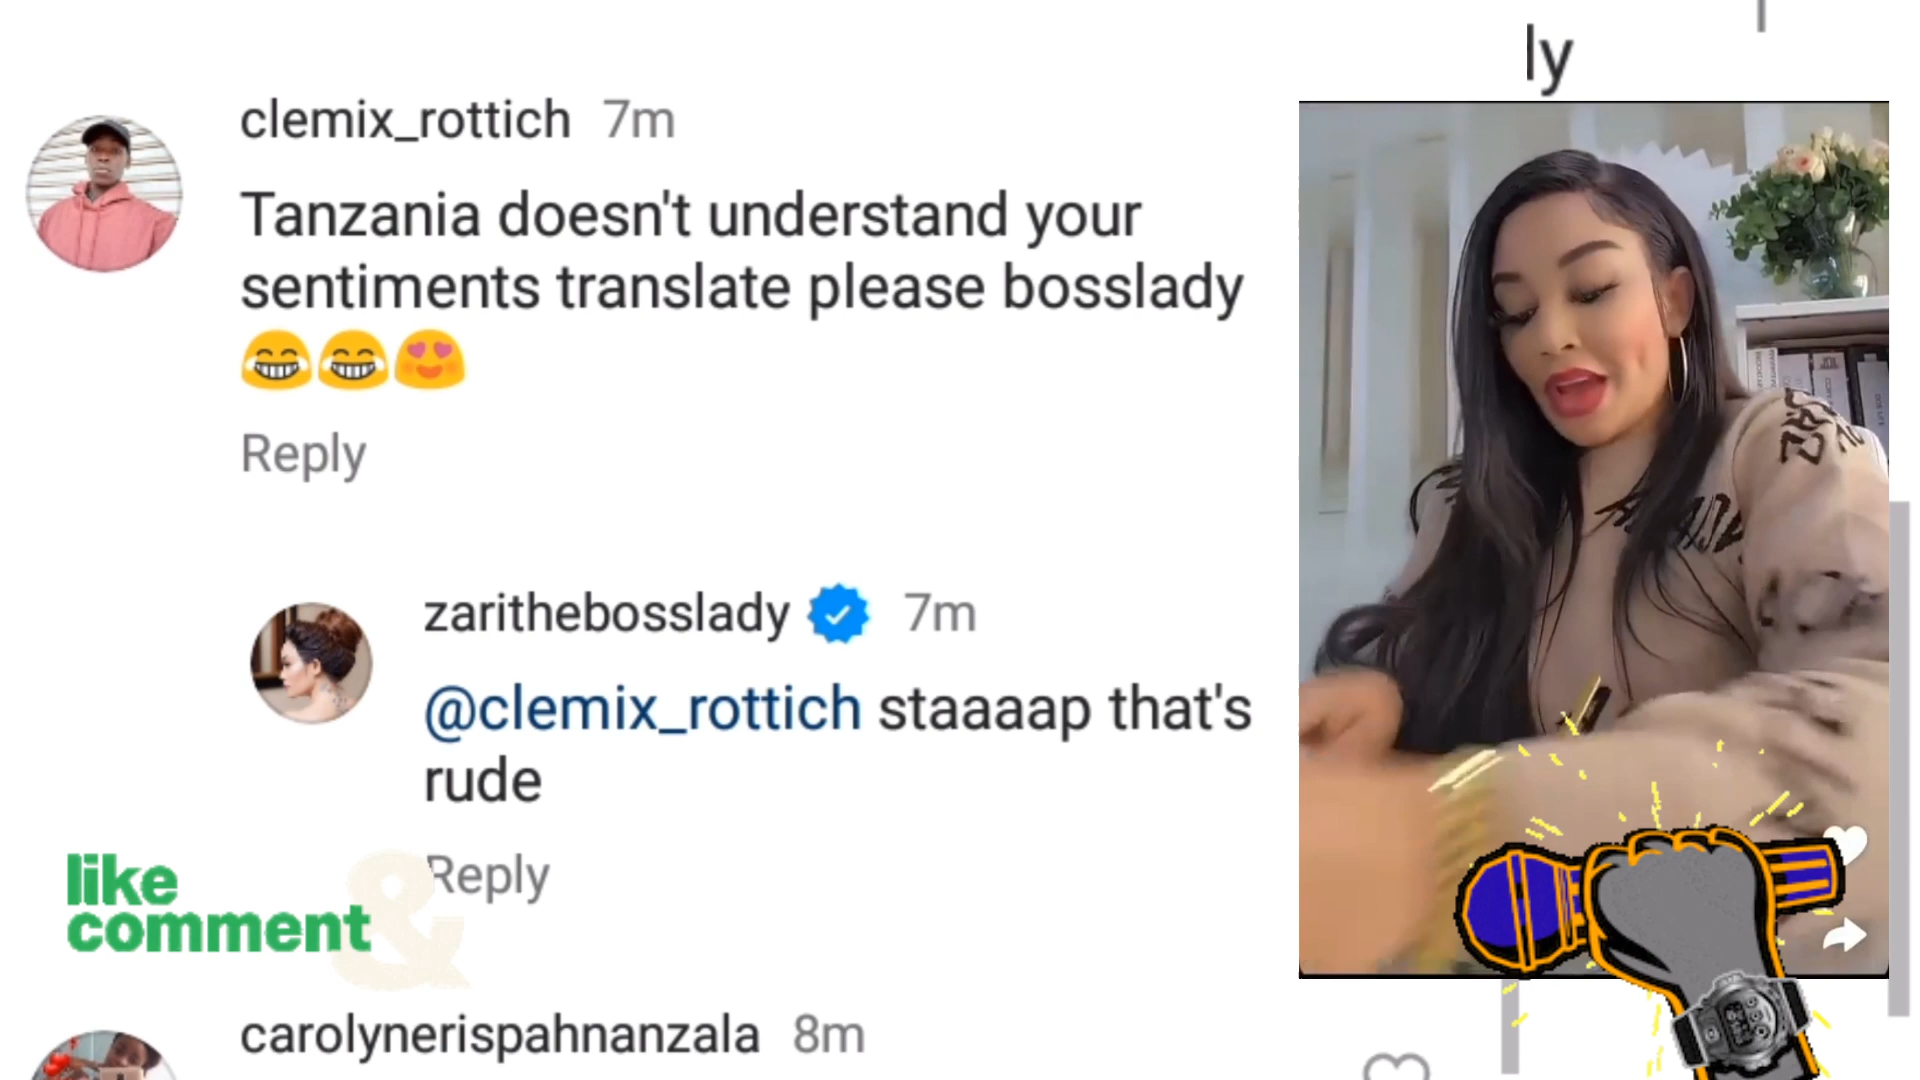 ly
clemix_rottich 7m
Tanzania doesn't understand your
sentiments translate please bosslady
😂😂😍
Reply
zarithebosslady 7m
@clemix_rottich staaaap that's
rude
Reply
like
comment &
carolynerispahnanzala 8m